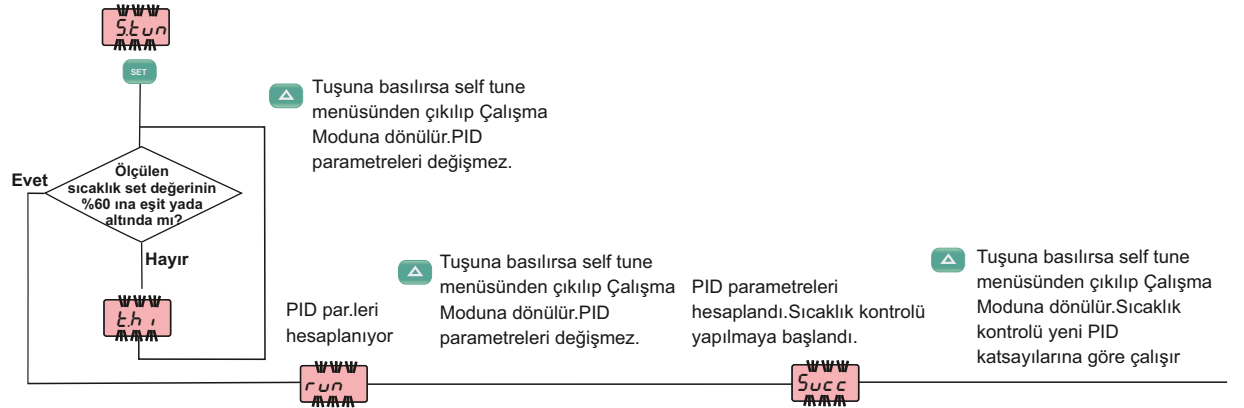 S.tun
SET
Tuşuna basılırsa self tune
menüsünden çıkılıp Çalışma
Moduna dönülür.PID
parametreleri değişmez.
Evet
Ölçülen
sıcaklık set değerinin
%60 ına eşit yada
altında mı?
Hayır
t.hi
PID par.leri
hesaplanıyor
run
Tuşuna basılırsa self tune
menüsünden çıkılıp Çalışma
Moduna dönülür.PID
parametreleri değişmez.
PID parametreleri
hesaplandı.Sıcaklık kontrolü
yapılmaya başlandı.
Succ
Tuşuna basılırsa self tune
menüsünden çıkılıp Çalışma
Moduna dönülür.Sıcaklık
kontrolü yeni PID
katsayılarına göre çalışır